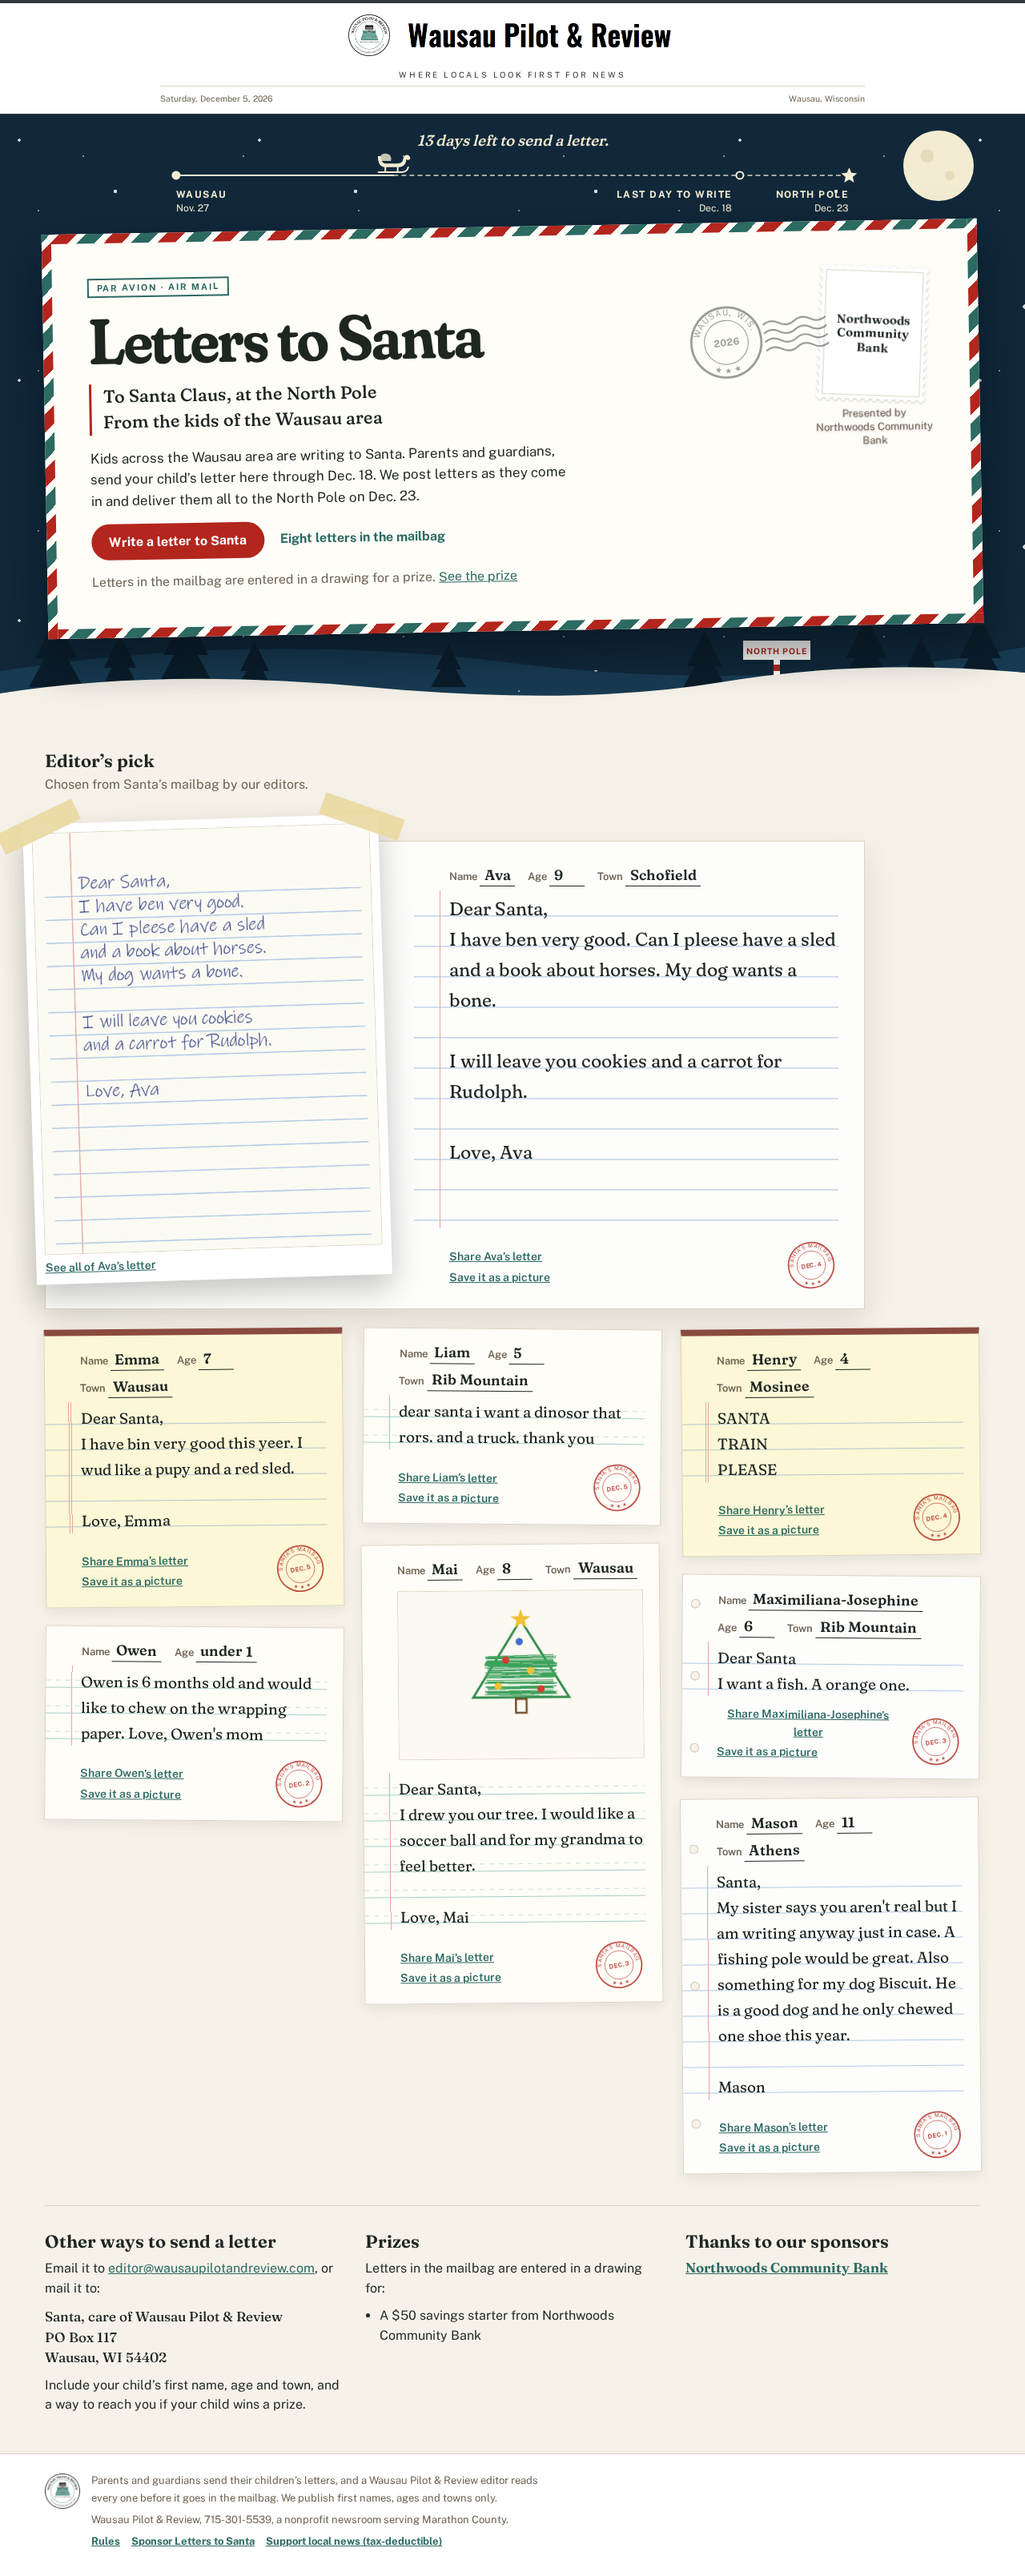 Wausau Pilot & Review
WHERE LOCALS LOOK FIRST FOR NEWS
Saturday, December 5, 2026
Wausau, Wisconsin
13 days left to send a letter.
WAUSAU
Nov. 27
LAST DAY TO WRITE
Dec. 18
NORTH POLE
Dec. 23
PAR AVION · AIR MAIL
Letters to Santa
To Santa Claus, at the North Pole
From the kids of the Wausau area
Kids across the Wausau area are writing to Santa. Parents and guardians,
send your child's letter here through Dec. 18. We post letters as they come
in and deliver them all to the North Pole on Dec. 23.
Write a letter to Santa
Eight letters in the mailbag
Letters in the mailbag are entered in a drawing for a prize. See the prize
WAUSAU, WIS.
2026
Northwoods
Community
Bank
Presented by
Northwoods Community
Bank
NORTH POLE
Editor's pick
Chosen from Santa's mailbag by our editors.
Dear Santa,
I have ben very good.
Can I pleese have a sled
and a book about horses.
My dog wants a bone.
I will leave you cookies
and a carrot for Rudolph.
Love, Ava
See all of Ava's letter
Name Ava Age 9 Town Schofield
Dear Santa,
I have ben very good. Can I pleese have a sled
and a book about horses. My dog wants a
bone.
I will leave you cookies and a carrot for
Rudolph.
Love, Ava
Share Ava's letter
Save it as a picture
SANTA'S MAILBAG
DEC. 4
Name Emma Age 7
Town Wausau
Dear Santa,
I have bin very good this yeer. I
wud like a pupy and a red sled.
Love, Emma
Share Emma's letter
Save it as a picture
SANTA'S MAILBAG
DEC. 5
Name Owen Age under 1
Owen is 6 months old and would
like to chew on the wrapping
paper. Love, Owen's mom
Share Owen's letter
Save it as a picture
SANTA'S MAILBAG
DEC. 2
Name Liam Age 5
Town Rib Mountain
dear santa i want a dinosor that
rors. and a truck. thank you
Share Liam's letter
Save it as a picture
SANTA'S MAILBAG
DEC. 5
Name Mai Age 8 Town Wausau
Dear Santa,
I drew you our tree. I would like a
soccer ball and for my grandma to
feel better.
Love, Mai
Share Mai's letter
Save it as a picture
SANTA'S MAILBAG
DEC. 3
Name Henry Age 4
Town Mosinee
SANTA
TRAIN
PLEASE
Share Henry's letter
Save it as a picture
SANTA'S MAILBAG
DEC. 4
Name Maximiliana-Josephine
Age 6 Town Rib Mountain
Dear Santa
I want a fish. A orange one.
Share Maximiliana-Josephine's
letter
Save it as a picture
SANTA'S MAILBAG
DEC. 3
Name Mason Age 11
Town Athens
Santa,
My sister says you aren't real but I
am writing anyway just in case. A
fishing pole would be great. Also
something for my dog Biscuit. He
is a good dog and he only chewed
one shoe this year.
Mason
Share Mason's letter
Save it as a picture
SANTA'S MAILBAG
DEC. 1
Other ways to send a letter
Email it to editor@wausaupilotandreview.com, or
mail it to:
Santa, care of Wausau Pilot & Review
PO Box 117
Wausau, WI 54402
Include your child's first name, age and town, and
a way to reach you if your child wins a prize.
Prizes
Letters in the mailbag are entered in a drawing
for:
• A $50 savings starter from Northwoods
Community Bank
Thanks to our sponsors
Northwoods Community Bank
Parents and guardians send their children's letters, and a Wausau Pilot & Review editor reads
every one before it goes in the mailbag. We publish first names, ages and towns only.
Wausau Pilot & Review, 715-301-5539, a nonprofit newsroom serving Marathon County.
Rules Sponsor Letters to Santa Support local news (tax-deductible)